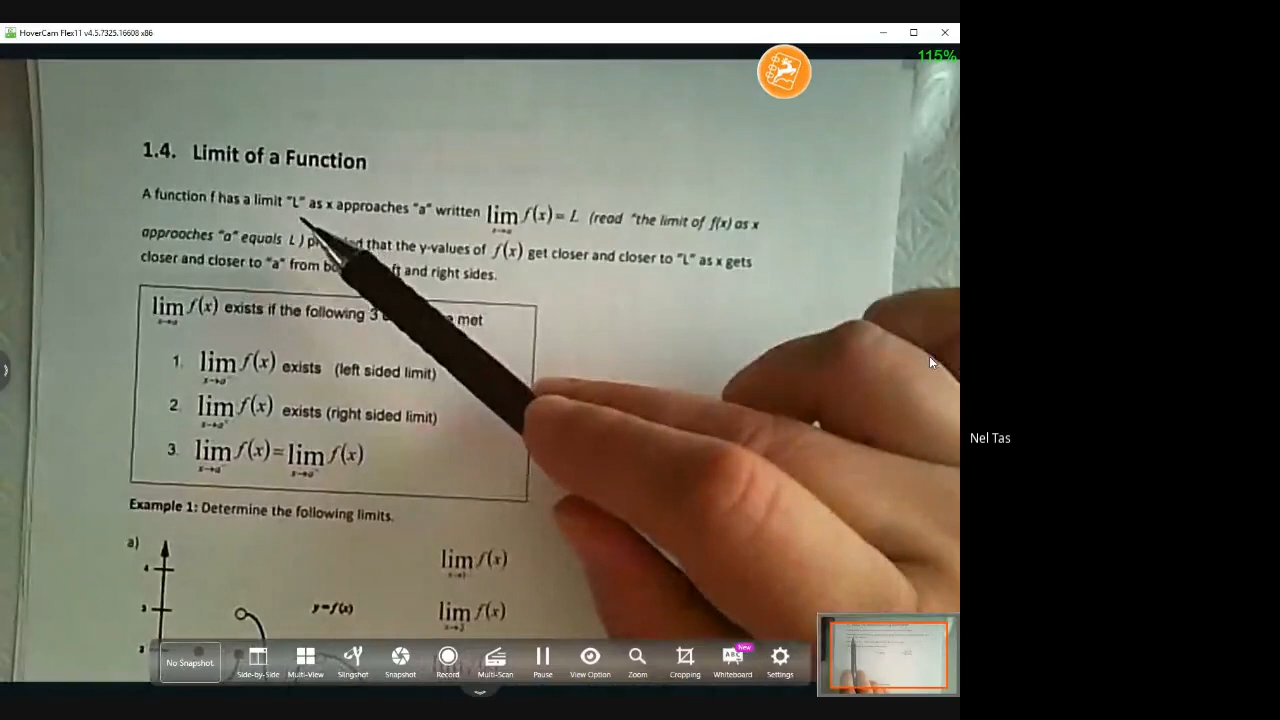 HoverCam Flex11 v4.5.7325.16608 x86
115%
1.4. Limit of a Function
A function f has a limit "L" as x approaches "a" written lim f(x) = L (read "the limit of f(x) as x
x→a
approaches "a" equals L ) that the y-values of f(x) get closer and closer to "L" as x gets
closer and closer to "a" from and right sides.
lim f(x) exists if the following 3 met
x→a
1. lim f(x) exists (left sided limit)
x→a⁻
2. lim f(x) exists (right sided limit)
x→a⁺
3. lim f(x) = lim f(x)
Example 1: Determine the following limits.
a)
4
lim f(x)
3
y=f(x)
lim f(x)
Nel Tas
No Snapshot
Side-by-Side
Multi-View
Slingshot
Snapshot
Record
Multi-Scan
Pause
View Option
Zoom
Cropping
New
ABC
Whiteboard
Settings